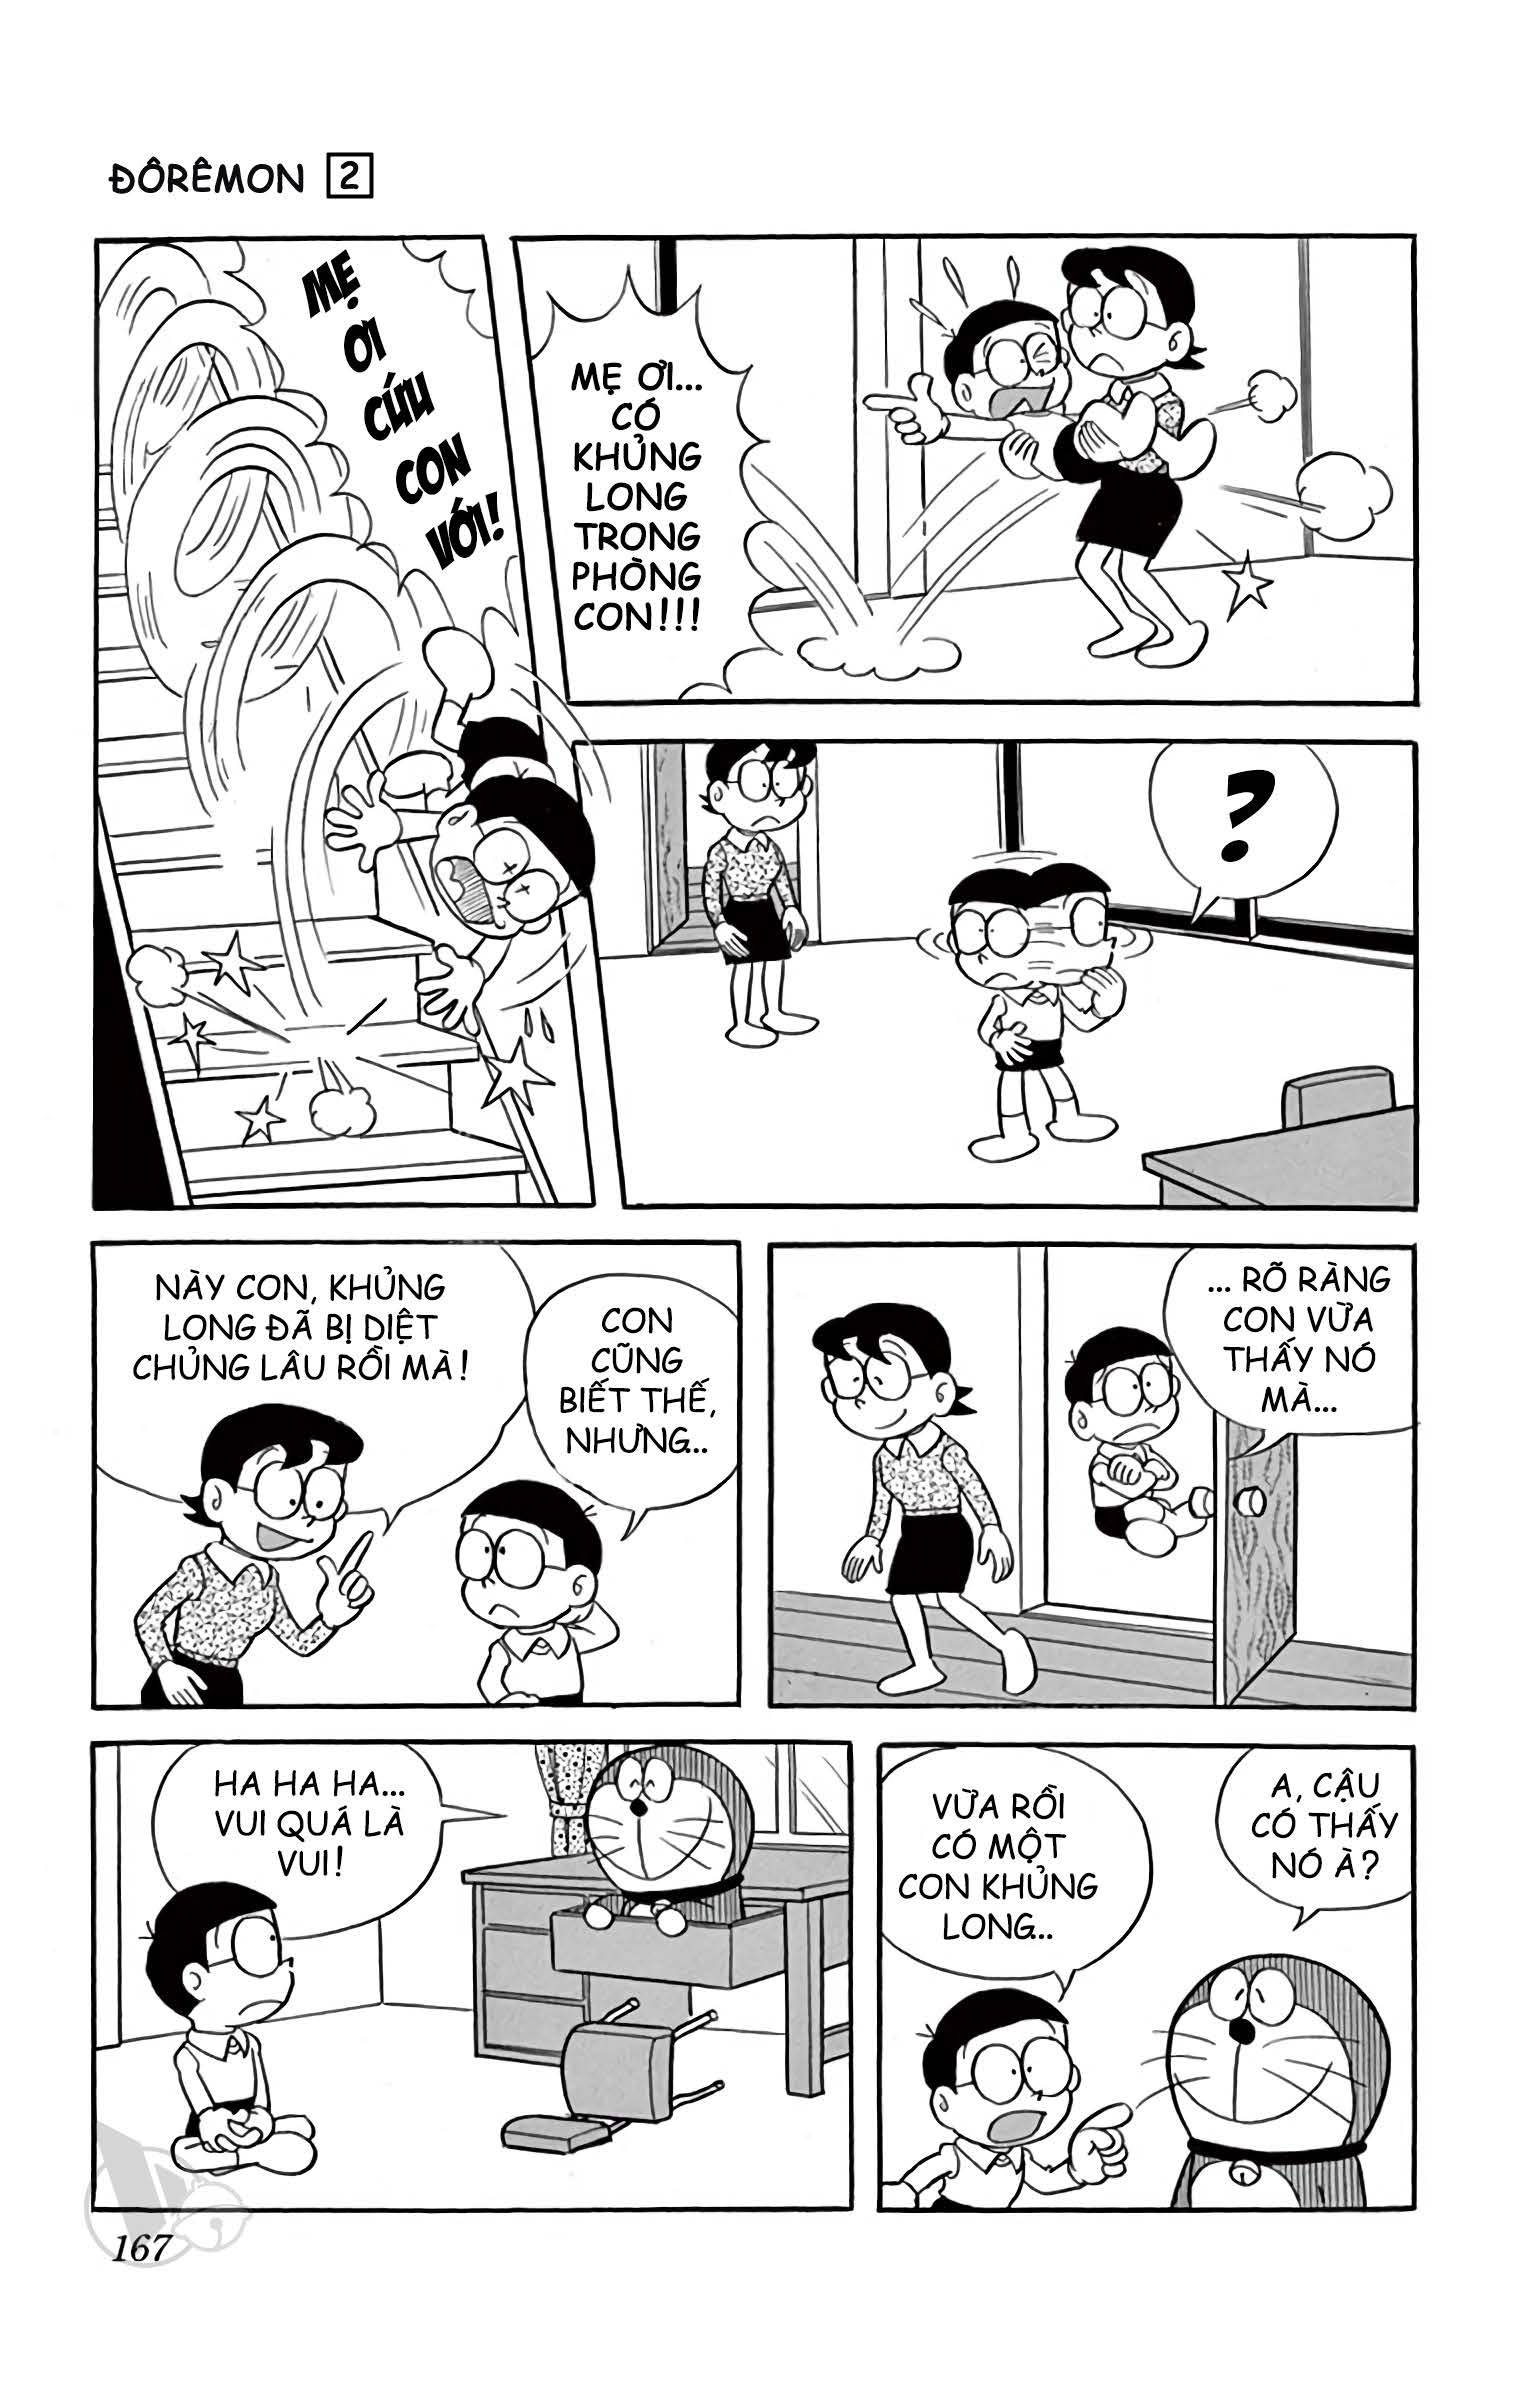 ĐÔRÊMON 2
MẸ
ƠI
CỨU
CON
VỚI!
MẸ ƠI...
CÓ
KHỦNG
LONG
TRONG
PHÒNG
CON!!!
?
NÀY CON, KHỦNG
LONG ĐÃ BỊ DIỆT
CHỦNG LÂU RỒI MÀ!
CON
CŨNG
BIẾT THẾ,
NHƯNG...
... RÕ RÀNG
CON VỪA
THẤY NÓ
MÀ...
HA HA HA...
VUI QUÁ LÀ
VUI!
VỪA RỒI
CÓ MỘT
CON KHỦNG
LONG...
A, CẬU
CÓ THẤY
NÓ À?
167